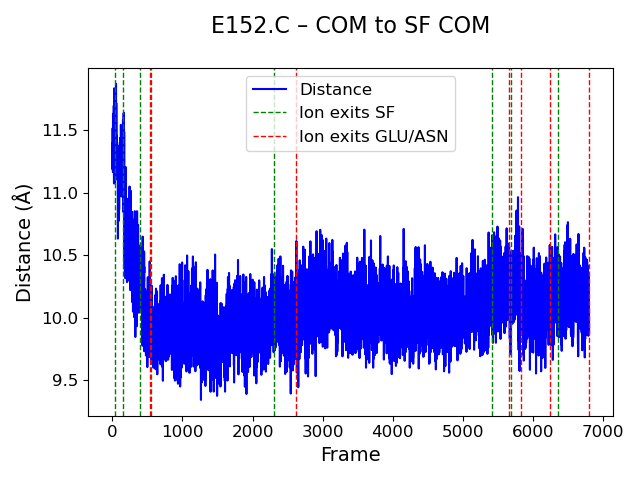 E152.C – COM to SF COM
Distance
Ion exits SF
Ion exits GLU/ASN
Distance (Å)
11.5
11.0
10.5
10.0
9.5
0 1000 2000 3000 4000 5000 6000 7000
Frame